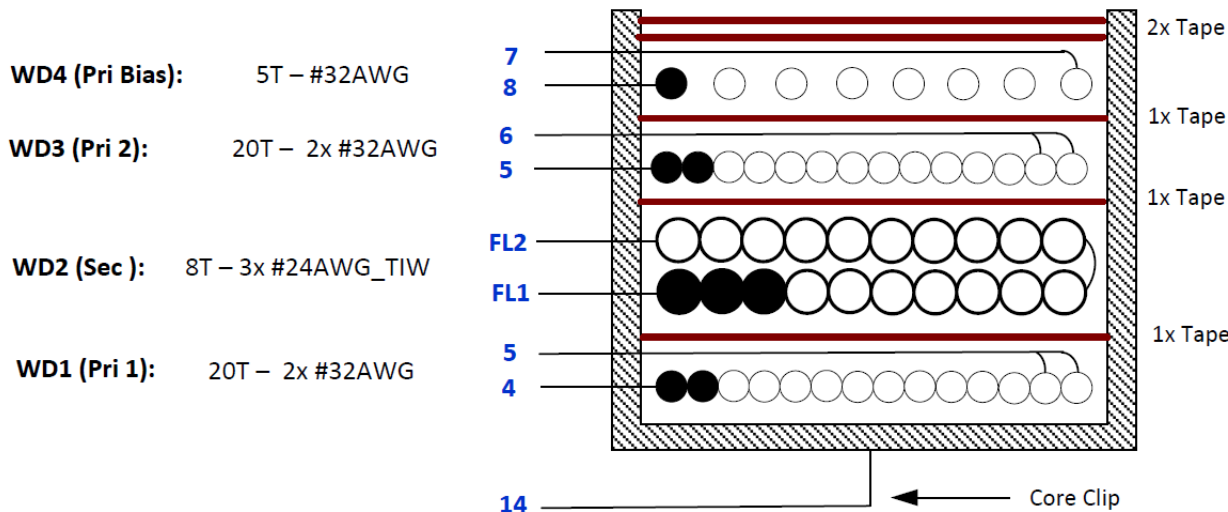 2x Tape
7
WD4 (Pri Bias): 5T – #32AWG
8
1x Tape
6
WD3 (Pri 2): 20T – 2x #32AWG
5
1x Tape
FL2
WD2 (Sec ): 8T – 3x #24AWG_TIW
FL1
1x Tape
5
WD1 (Pri 1): 20T – 2x #32AWG
4
14
Core Clip